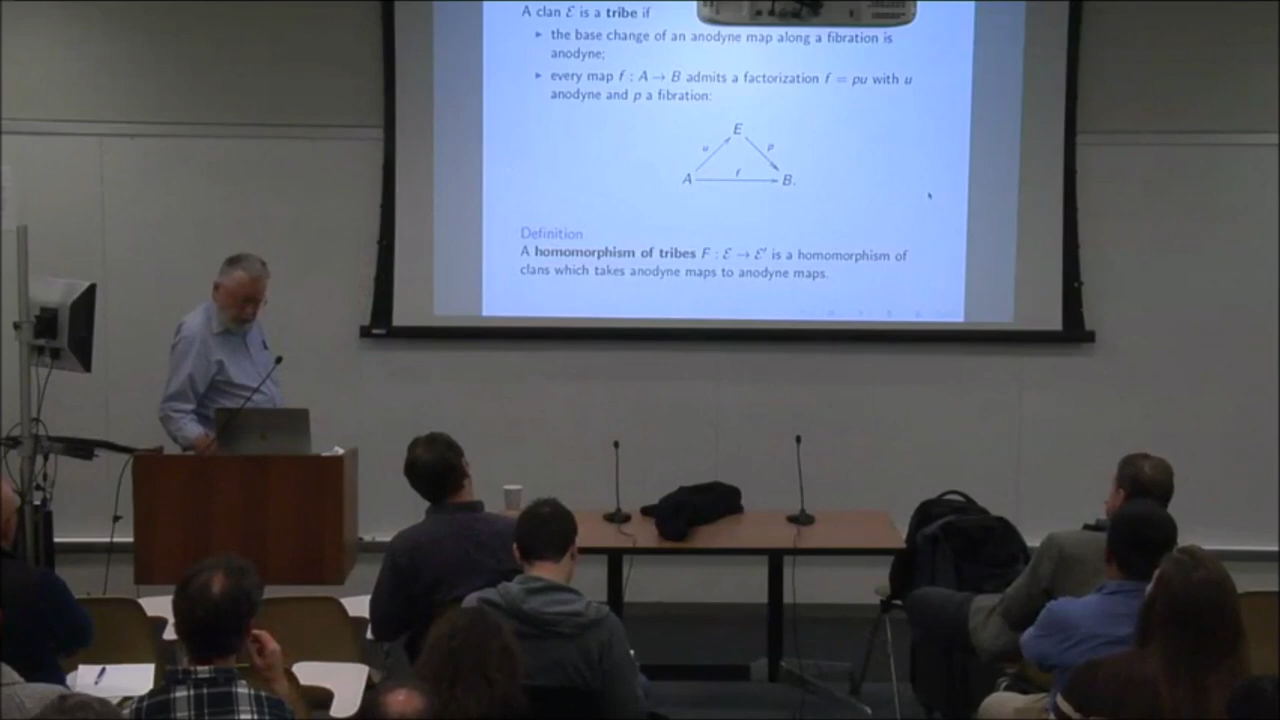 A clan ℰ is a tribe if
▸ the base change of an anodyne map along a fibration is
anodyne;
▸ every map f : A → B admits a factorization f = pu with u
anodyne and p a fibration:
E
u p
f
A B.
Definition
A homomorphism of tribes F : ℰ → ℰ′ is a homomorphism of
clans which takes anodyne maps to anodyne maps.